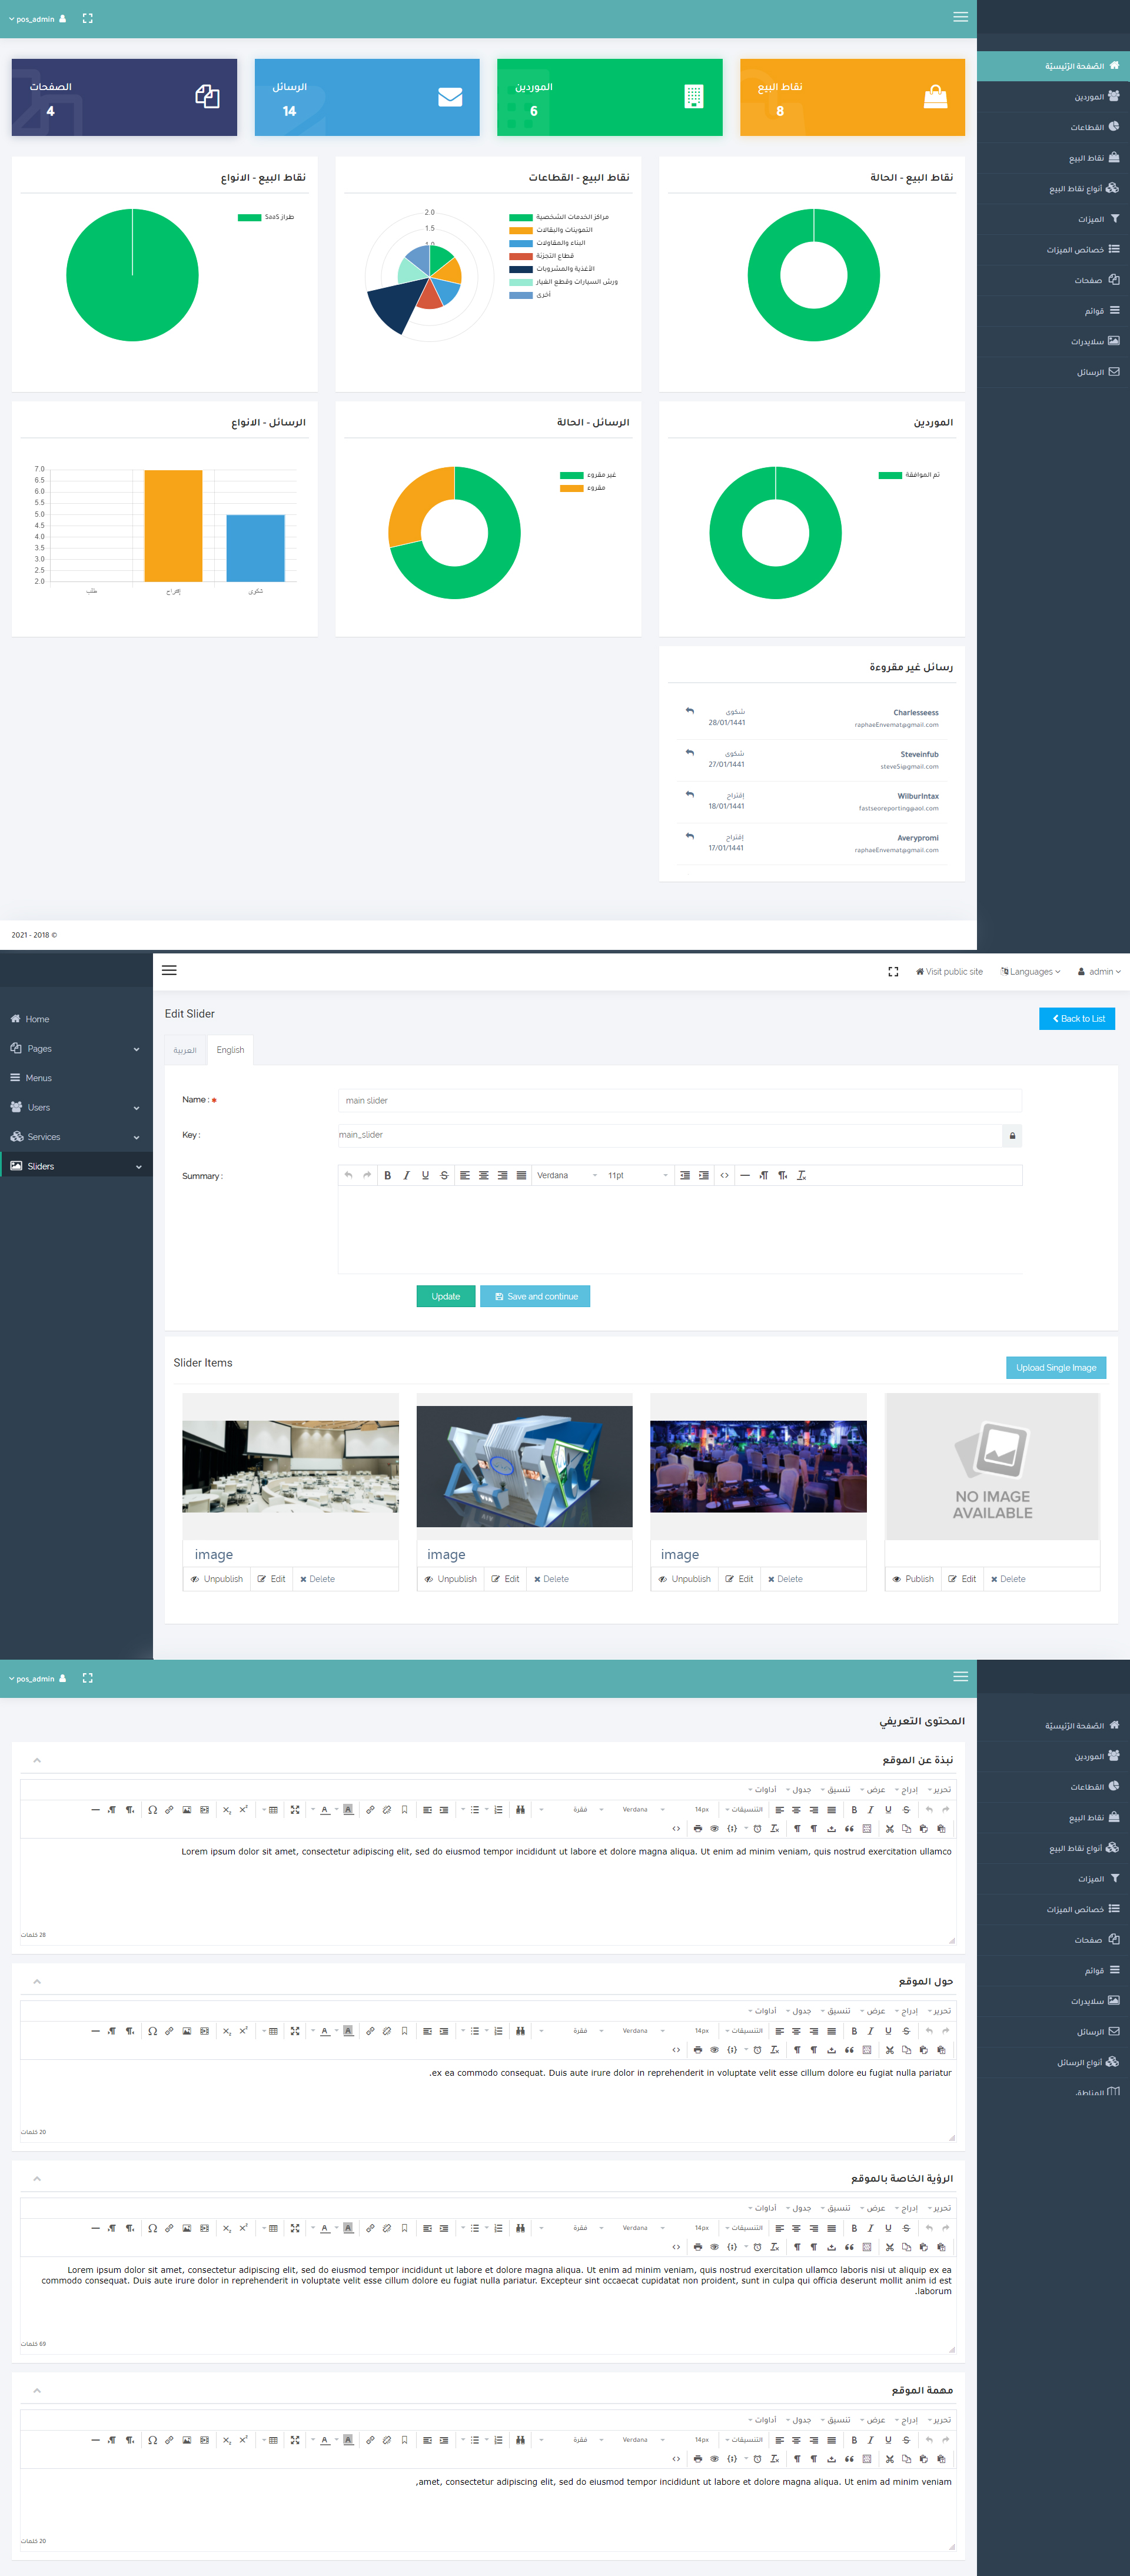 pos_admin
الصّفحة الرّئيسيّة
الموردين
القطاعات
نقاط البيع
أنواع نقاط البيع
الميزات
خصائص الميزات
صفحات
قوائم
سلايدرات
الرسائل
نقاط البيع
8
الموردين
6
الرسائل
14
الصفحات
4
نقاط البيع - الحالة
نقاط البيع - القطاعات
2.0
1.5
1.0
مراكز الخدمات الشخصية
التموينات والبقالات
البناء والمقاولات
قطاع التجزئة
الأغذية والمشروبات
ورش السيارات وقطع الغيار
أخرى
نقاط البيع - الانواع
طراز SaaS
الموردين
تم الموافقة
الرسائل - الحالة
غير مقروء
مقروء
الرسائل - الانواع
7.0
6.5
6.0
5.5
5.0
4.5
4.0
3.5
3.0
2.5
2.0
طلب
إقتراح
شكوى
رسائل غير مقروءة
Charlesseess
raphaeEnvemat@gmail.com
شكوى
28/01/1441
Steveinfub
steve5i@gmail.com
شكوى
27/01/1441
WilburIntax
fastseoreporting@aol.com
إقتراح
18/01/1441
Averypromi
raphaeEnvemat@gmail.com
إقتراح
17/01/1441
2021 - 2018 ©
Visit public site
Languages
admin
Home
Pages
Menus
Users
Services
Sliders
Edit Slider
Back to List
العربية
English
Name : *
main slider
Key :
main_slider
Summary :
B I U S Verdana 11pt
Update
Save and continue
Slider Items
Upload Single Image
NO IMAGE
AVAILABLE
image
image
image
Unpublish Edit Delete
Unpublish Edit Delete
Unpublish Edit Delete
Publish Edit Delete
pos_admin
الصّفحة الرّئيسيّة
الموردين
القطاعات
نقاط البيع
أنواع نقاط البيع
الميزات
خصائص الميزات
صفحات
قوائم
سلايدرات
الرسائل
أنواع الرسائل
المناطق
المحتوى التعريفي
نبذة عن الموقع
تحرير إدراج عرض تنسيق جدول أداوات
B I U S التنسيقات 14px Verdana فقرة
Lorem ipsum dolor sit amet, consectetur adipiscing elit, sed do eiusmod tempor incididunt ut labore et dolore magna aliqua. Ut enim ad minim veniam, quis nostrud exercitation ullamco
28 كلمات
حول الموقع
تحرير إدراج عرض تنسيق جدول أداوات
B I U S التنسيقات 14px Verdana فقرة
ex ea commodo consequat. Duis aute irure dolor in reprehenderit in voluptate velit esse cillum dolore eu fugiat nulla pariatur.
20 كلمات
الرؤية الخاصة بالموقع
تحرير إدراج عرض تنسيق جدول أداوات
B I U S التنسيقات 14px Verdana فقرة
Lorem ipsum dolor sit amet, consectetur adipiscing elit, sed do eiusmod tempor incididunt ut labore et dolore magna aliqua. Ut enim ad minim veniam, quis nostrud exercitation ullamco laboris nisi ut aliquip ex ea
commodo consequat. Duis aute irure dolor in reprehenderit in voluptate velit esse cillum dolore eu fugiat nulla pariatur. Excepteur sint occaecat cupidatat non proident, sunt in culpa qui officia deserunt mollit anim id est
laborum.
69 كلمات
مهمة الموقع
تحرير إدراج عرض تنسيق جدول أداوات
B I U S التنسيقات 14px Verdana فقرة
amet, consectetur adipiscing elit, sed do eiusmod tempor incididunt ut labore et dolore magna aliqua. Ut enim ad minim veniam,
20 كلمات